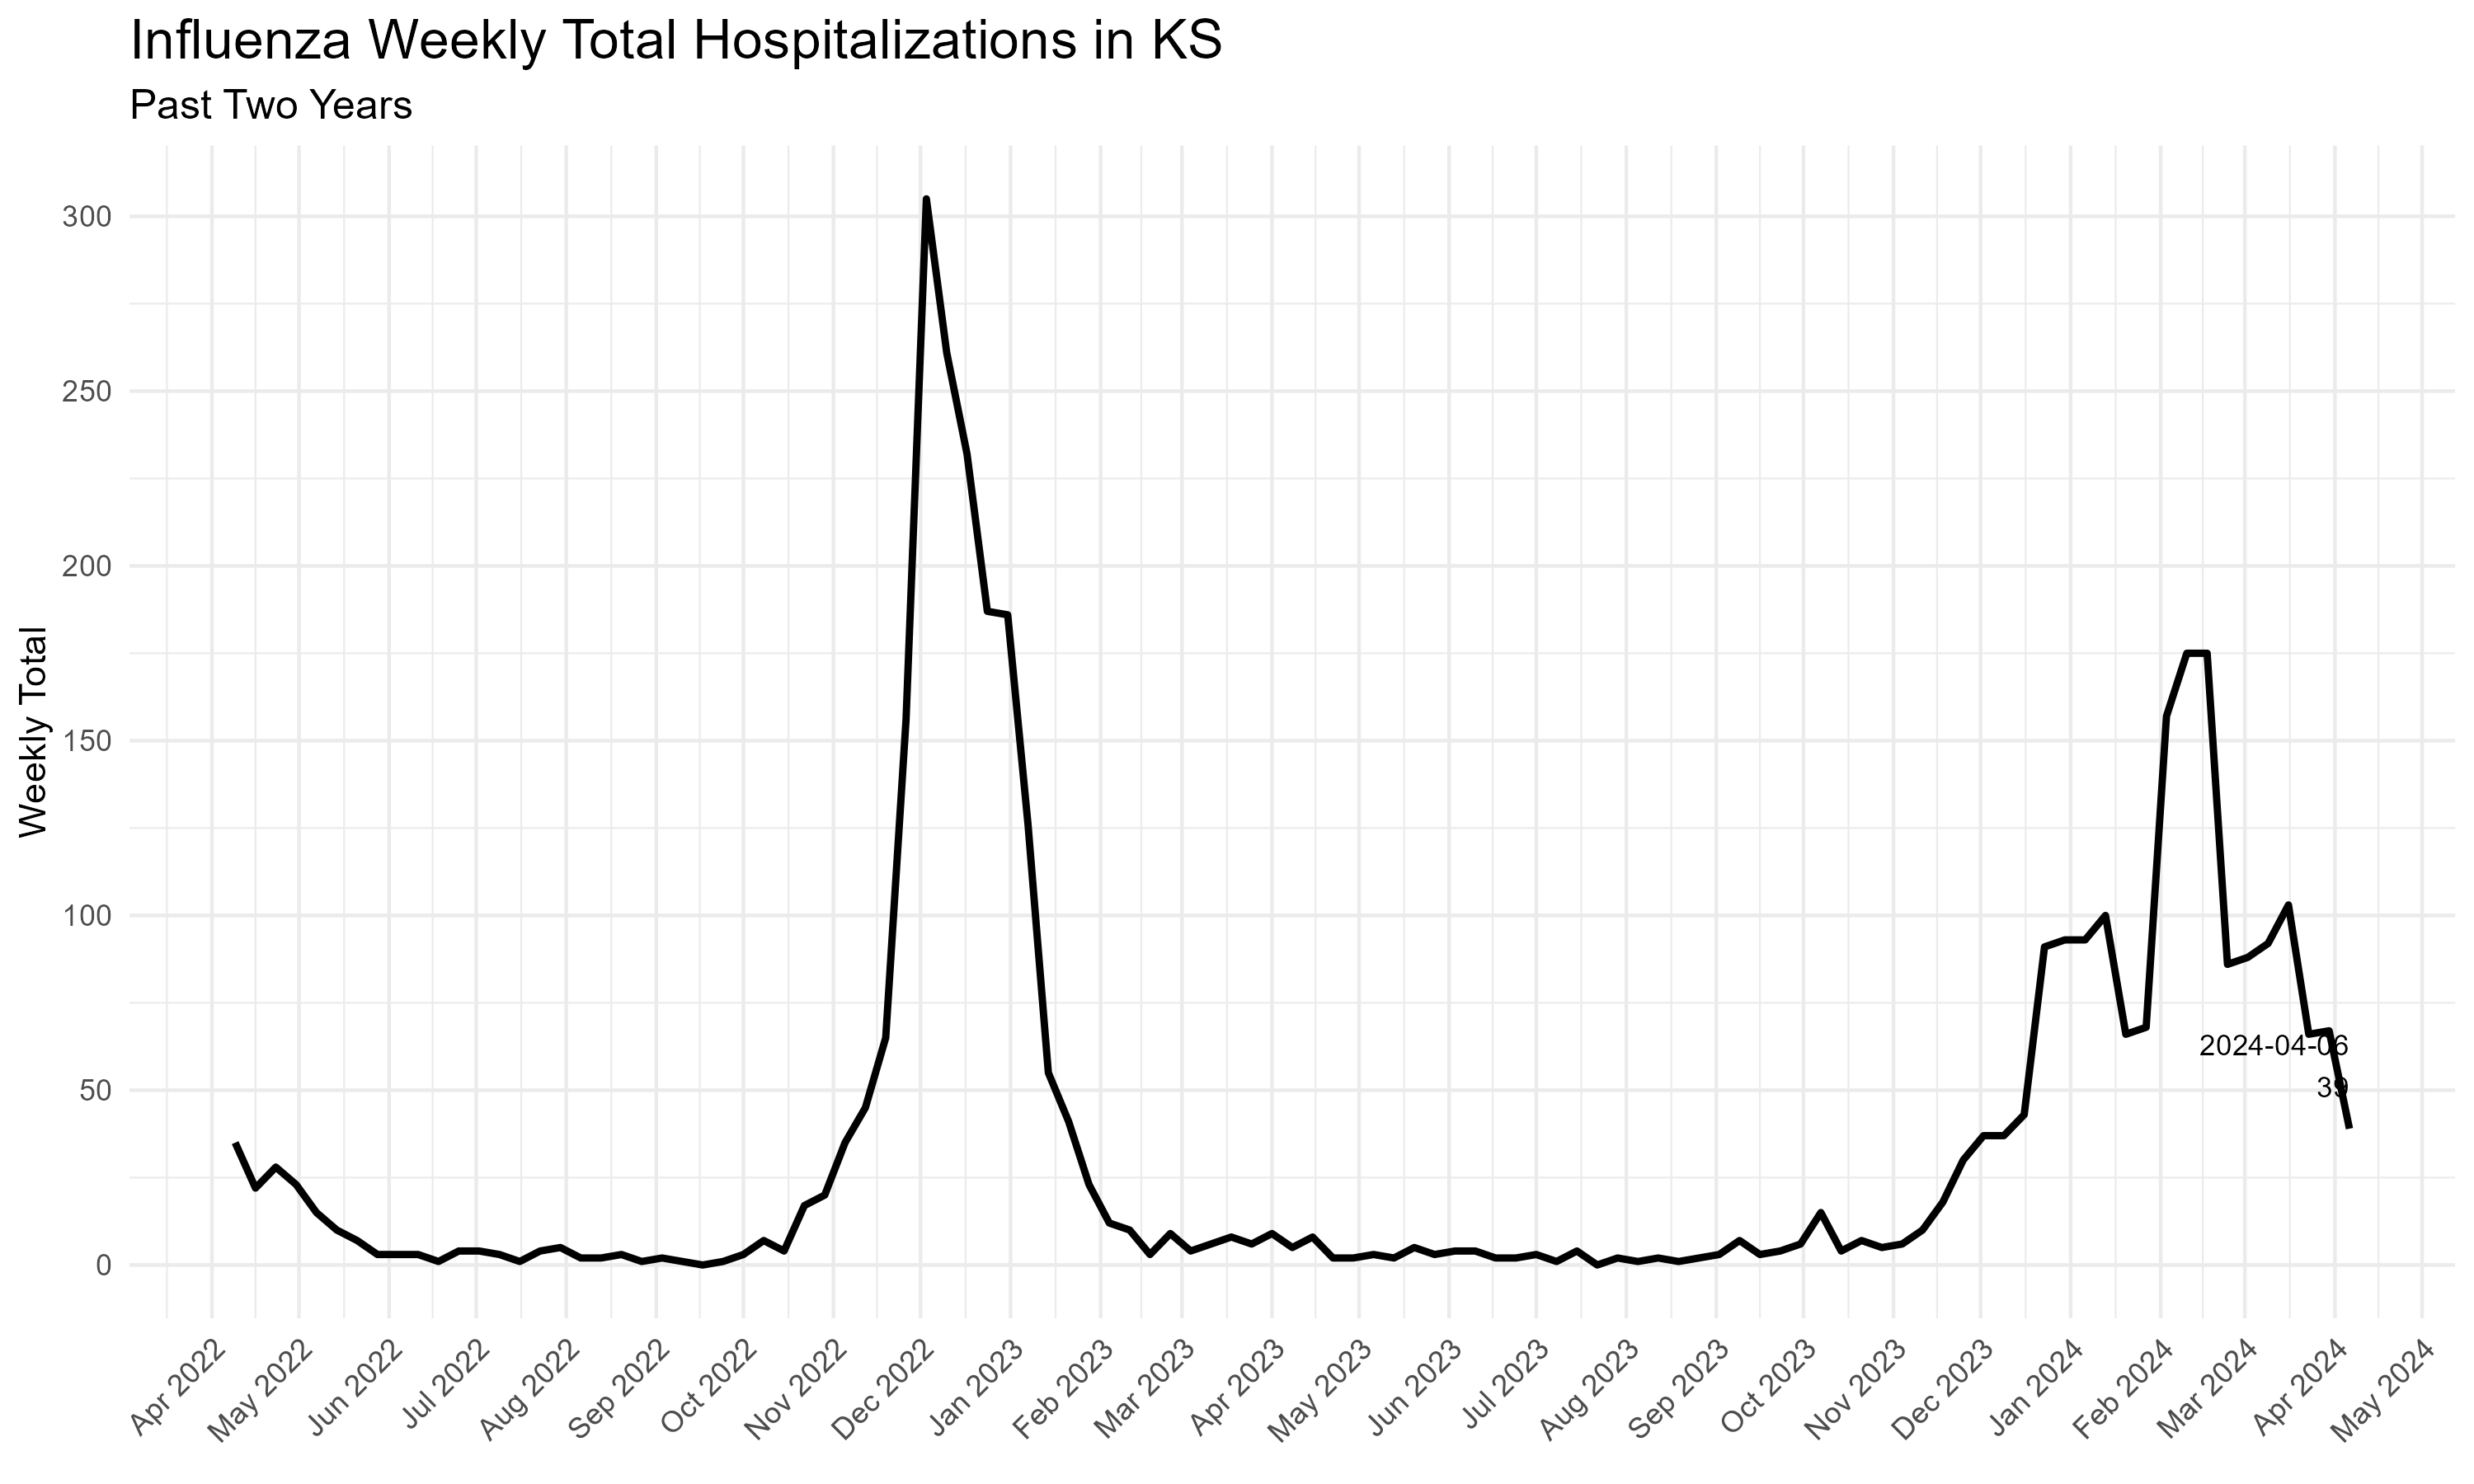 Influenza Weekly Total Hospitalizations in KS
Past Two Years
Weekly Total
300
250
200
150
100
50
0
2024-04-06
39
Apr 2022
May 2022
Jun 2022
Jul 2022
Aug 2022
Sep 2022
Oct 2022
Nov 2022
Dec 2022
Jan 2023
Feb 2023
Mar 2023
Apr 2023
May 2023
Jun 2023
Jul 2023
Aug 2023
Sep 2023
Oct 2023
Nov 2023
Dec 2023
Jan 2024
Feb 2024
Mar 2024
Apr 2024
May 2024